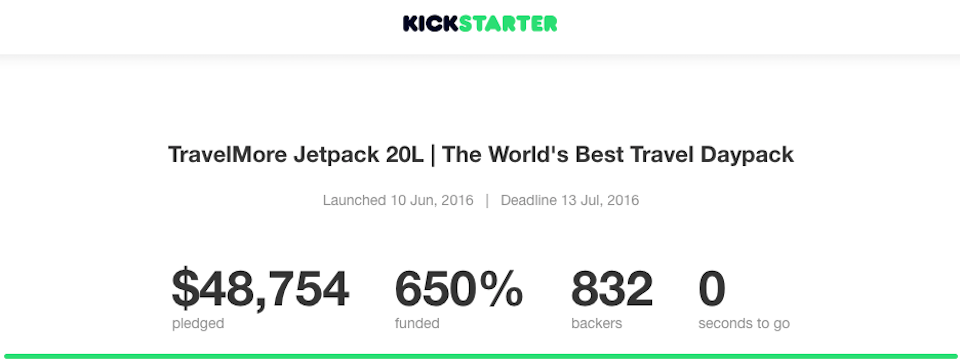 KICKSTARTER
TravelMore Jetpack 20L | The World's Best Travel Daypack
Launched 10 Jun, 2016 | Deadline 13 Jul, 2016
$48,754 650% 832 0
pledged funded backers seconds to go